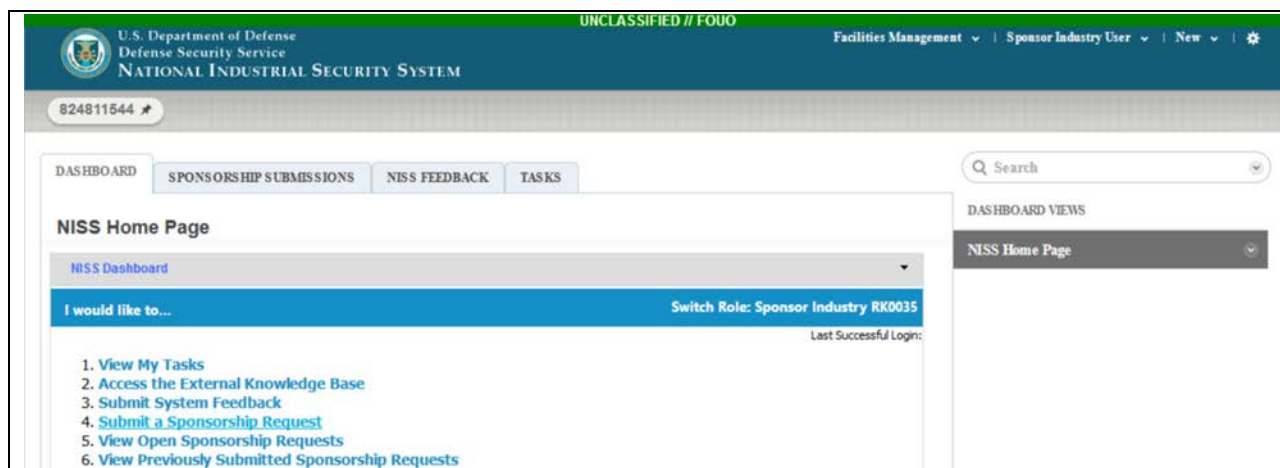 UNCLASSIFIED // FOUO
U.S. Department of Defense
Defense Security Service
NATIONAL INDUSTRIAL SECURITY SYSTEM
Facilities Management | Sponsor Industry User | New |
824811544
DASHBOARD SPONSORSHIP SUBMISSIONS NISS FEEDBACK TASKS
Search
DASHBOARD VIEWS
NISS Home Page
NISS Home Page
NISS Dashboard
I would like to... Switch Role: Sponsor Industry RK0035
Last Successful Login:
1. View My Tasks
2. Access the External Knowledge Base
3. Submit System Feedback
4. Submit a Sponsorship Request
5. View Open Sponsorship Requests
6. View Previously Submitted Sponsorship Requests